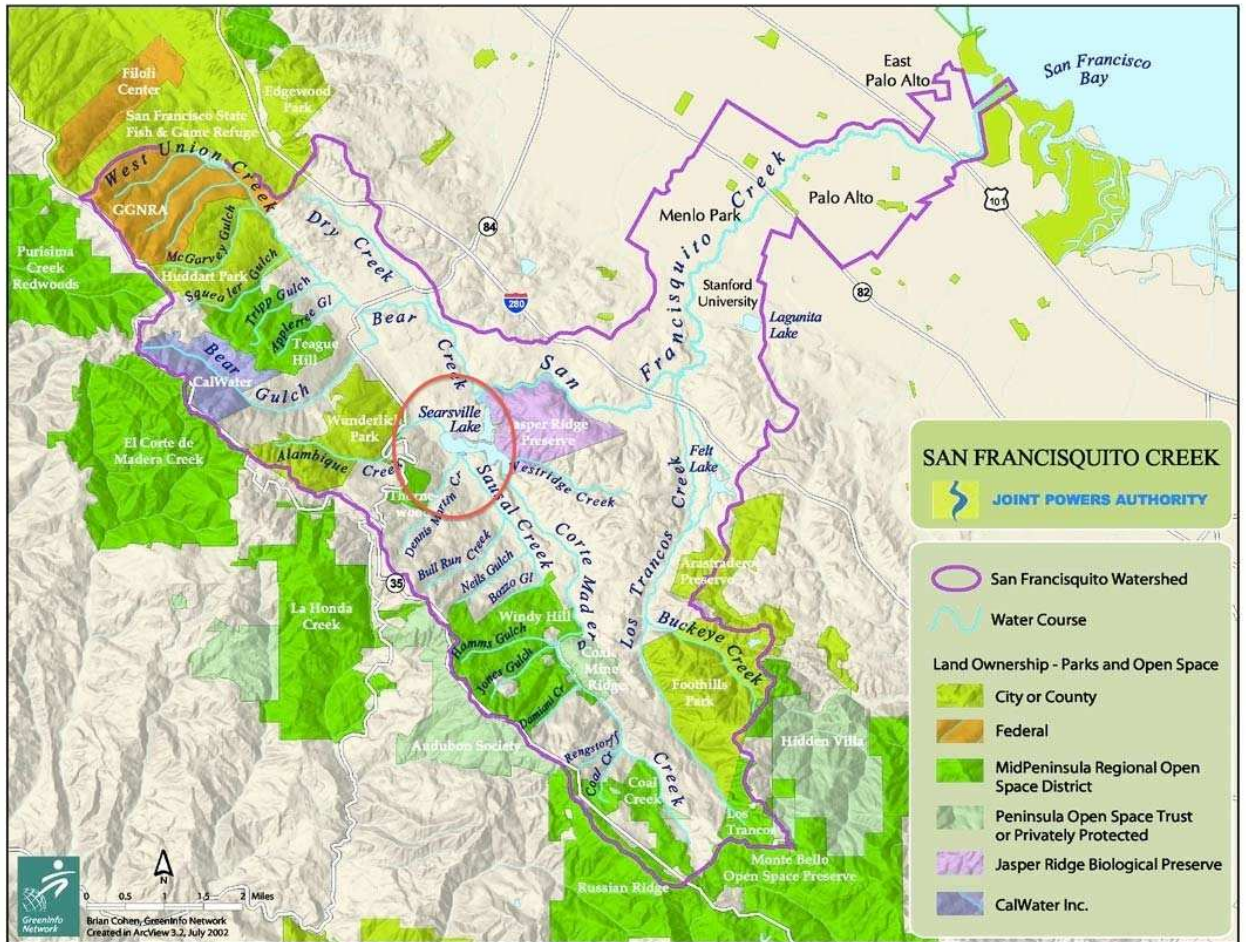 Filoli
Center
San Francisco State
Fish & Game Refuge
Edgewood
Park
West Union Creek
GGNRA
McGarvey Gulch
Huddart Park
Squealer Gulch
Purisima
Creek
Redwoods
Dry Creek
84
280
Tripp Gulch
Appletree Gl
Teague
Hill
Bear
Creek
Bear
Gulch
CalWater
El Corte de
Madera Creek
Wunderlich
Park
Alambique Creek
Searsville
Lake
Jasper Ridge
Preserve
Westridge Creek
Dennis Martin Cr
Sausal Creek
Bull Run Creek
Neils Gulch
Bozzo Gl
35
La Honda
Creek
Windy Hill
Hamms Gulch
Jones Gulch
Damiani Cr
Audubon Society
Corte Madera
Creek
Coal
Mine
Ridge
Rengstorff
Coal Cr
Coal
Creek
Russian Ridge
Los
Trancos
Monte Bello
Open Space Preserve
Hidden Villa
Foothills
Park
Buckeye Creek
Los Trancos Creek
Arastradero
Preserve
Felt
Lake
San Francisquito Creek
Stanford
University
Lagunita
Lake
82
Menlo Park
Palo Alto
101
East
Palo Alto
San Francisco
Bay
SAN FRANCISQUITO CREEK
JOINT POWERS AUTHORITY
San Francisquito Watershed
Water Course
Land Ownership - Parks and Open Space
City or County
Federal
MidPeninsula Regional Open
Space District
Peninsula Open Space Trust
or Privately Protected
Jasper Ridge Biological Preserve
CalWater Inc.
GreenInfo
Network
N
0 0.5 1 1.5 2 Miles
Brian Cohen, GreenInfo Network
Created in ArcView 3.2, July 2002